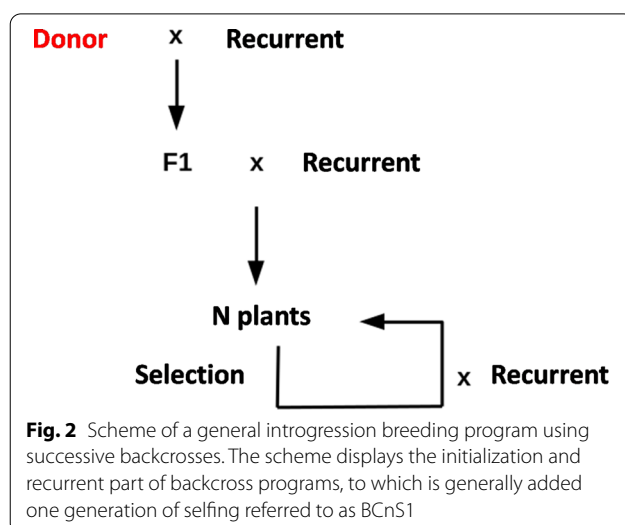 Donor x Recurrent
F1 x Recurrent
N plants
Selection x Recurrent
Fig. 2 Scheme of a general introgression breeding program using
successive backcrosses. The scheme displays the initialization and
recurrent part of backcross programs, to which is generally added
one generation of selfing referred to as BCnS1